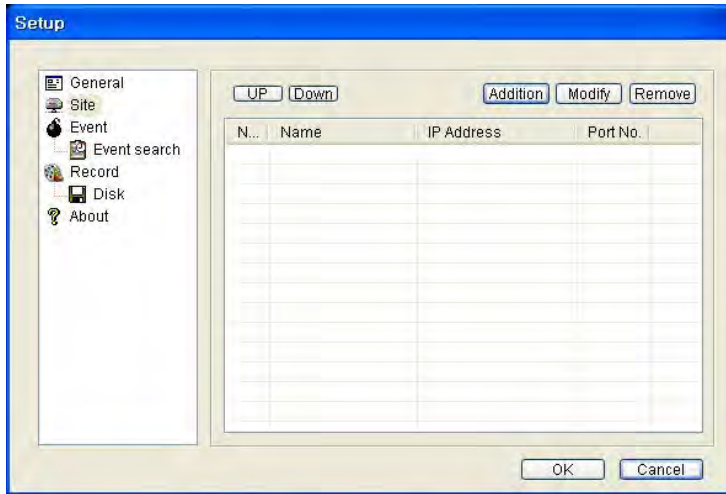 Setup
General
Site
Event
Event search
Record
Disk
About
UP Down Addition Modify Remove
N... Name IP Address Port No.
OK Cancel